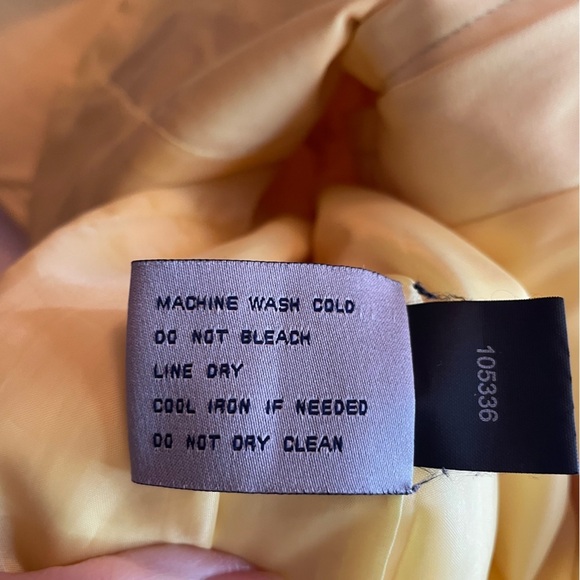 MACHINE WASH COLD
DO NOT BLEACH
LINE DRY
COOL IRON IF NEEDED
DO NOT DRY CLEAN
105336